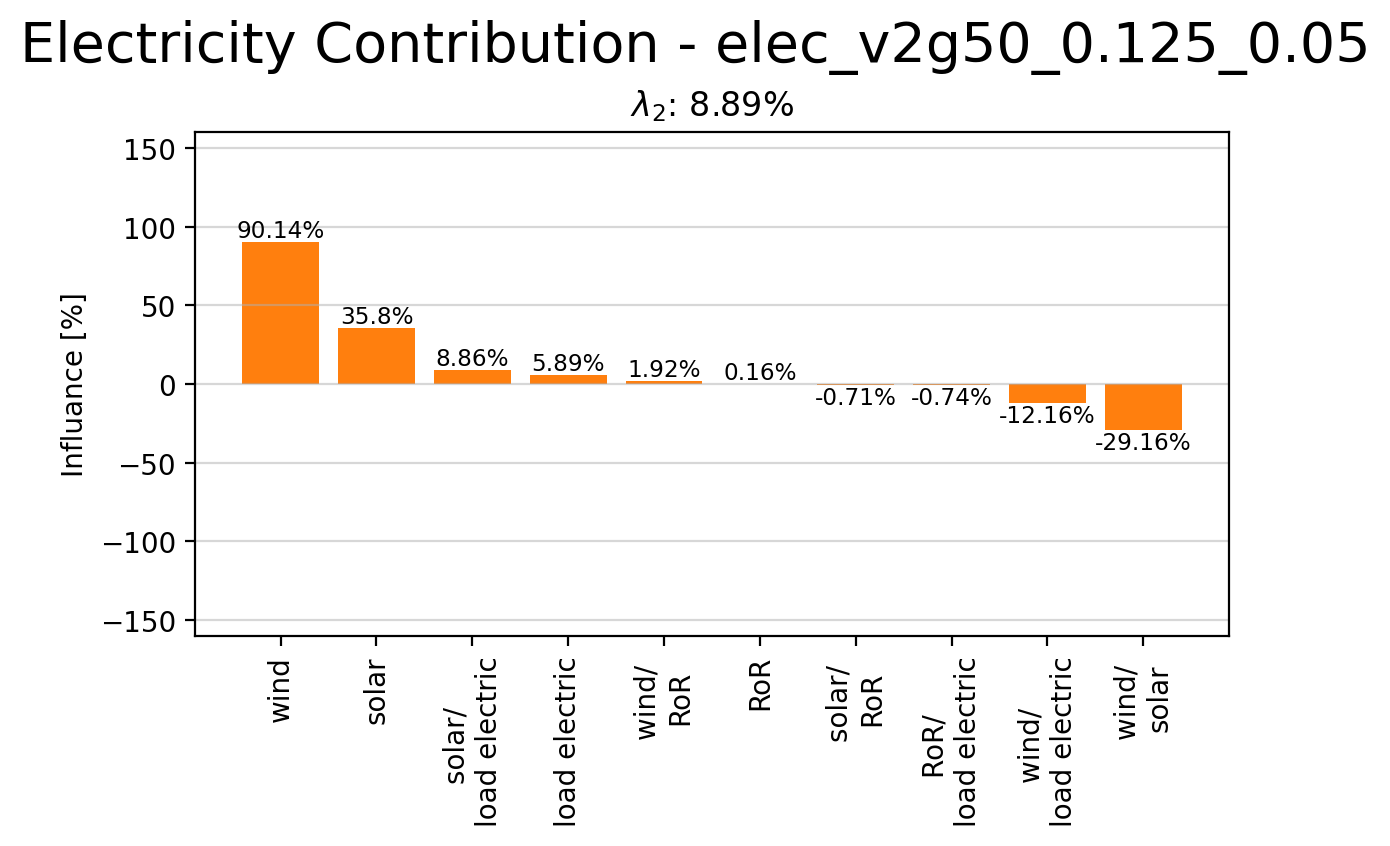 Electricity Contribution - elec_v2g50_0.125_0.05
λ₂: 8.89%
Influance [%]
150
100
50
0
−50
−100
−150
90.14%
35.8%
8.86%
5.89%
1.92%
0.16%
-0.71%
-0.74%
-12.16%
-29.16%
wind
solar
solar/
load electric
load electric
wind/
RoR
RoR
solar/
RoR
RoR/
load electric
wind/
load electric
wind/
solar